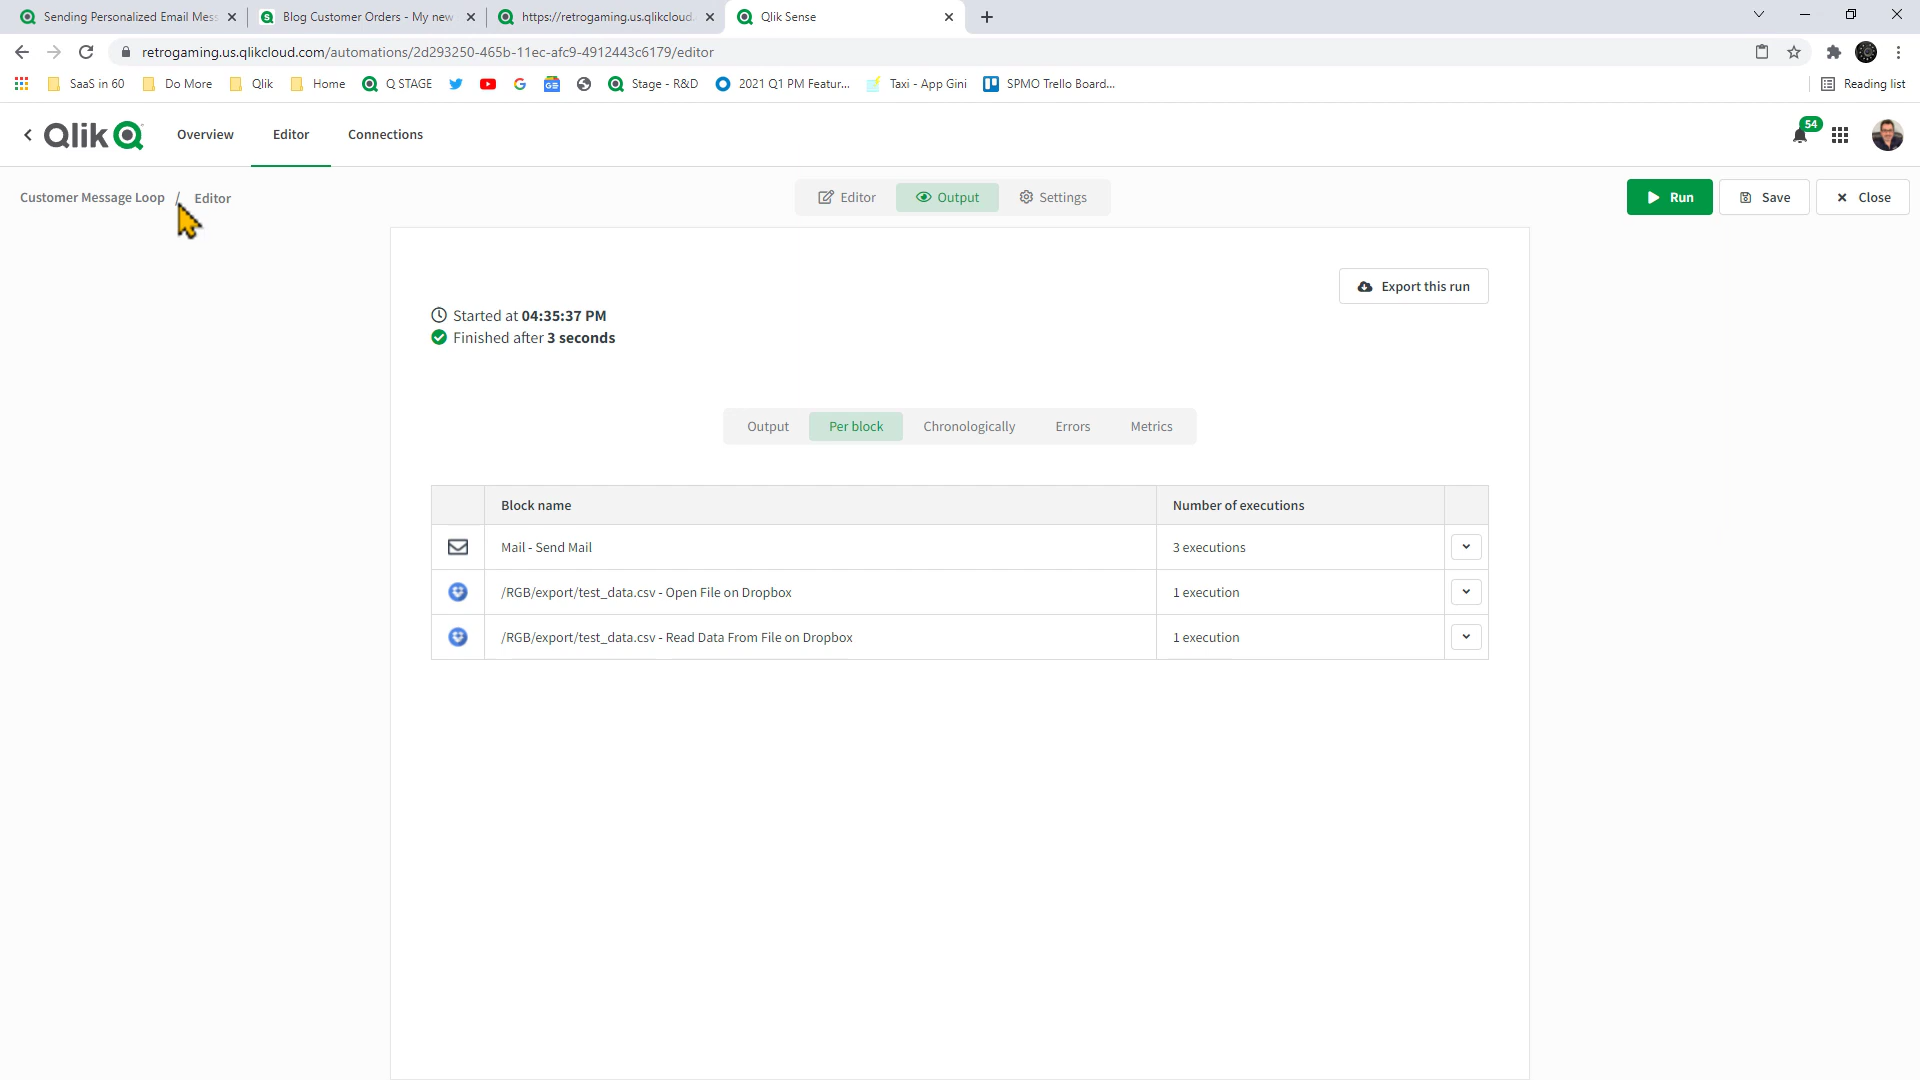 Sending Personalized Email Mess
Blog Customer Orders - My new
https://retrogaming.us.qlikcloud.
Qlik Sense
retrogaming.us.qlikcloud.com/automations/2d293250-465b-11ec-afc9-4912443c6179/editor
SaaS in 60
Do More
Qlik
Home
Q STAGE
Stage - R&D
2021 Q1 PM Featur...
Taxi - App Gini
SPMO Trello Board...
Reading list
Qlik
Overview
Editor
Connections
54
Customer Message Loop / Editor
Editor
Output
Settings
Run
Save
Close
Export this run
Started at 04:35:37 PM
Finished after 3 seconds
Output
Per block
Chronologically
Errors
Metrics
Block name
Number of executions
Mail - Send Mail
3 executions
/RGB/export/test_data.csv - Open File on Dropbox
1 execution
/RGB/export/test_data.csv - Read Data From File on Dropbox
1 execution